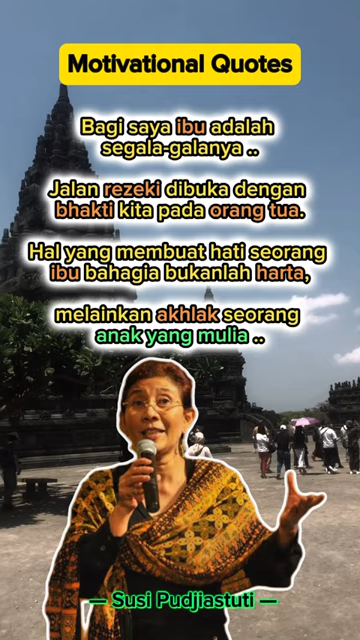 Motivational Quotes
Bagi saya ibu adalah
segala-galanya ..
Jalan rezeki dibuka dengan
bhakti kita pada orang tua.
Hal yang membuat hati seorang
ibu bahagia bukanlah harta,
melainkan akhlak seorang
anak yang mulia ..
— Susi Pudjiastuti —